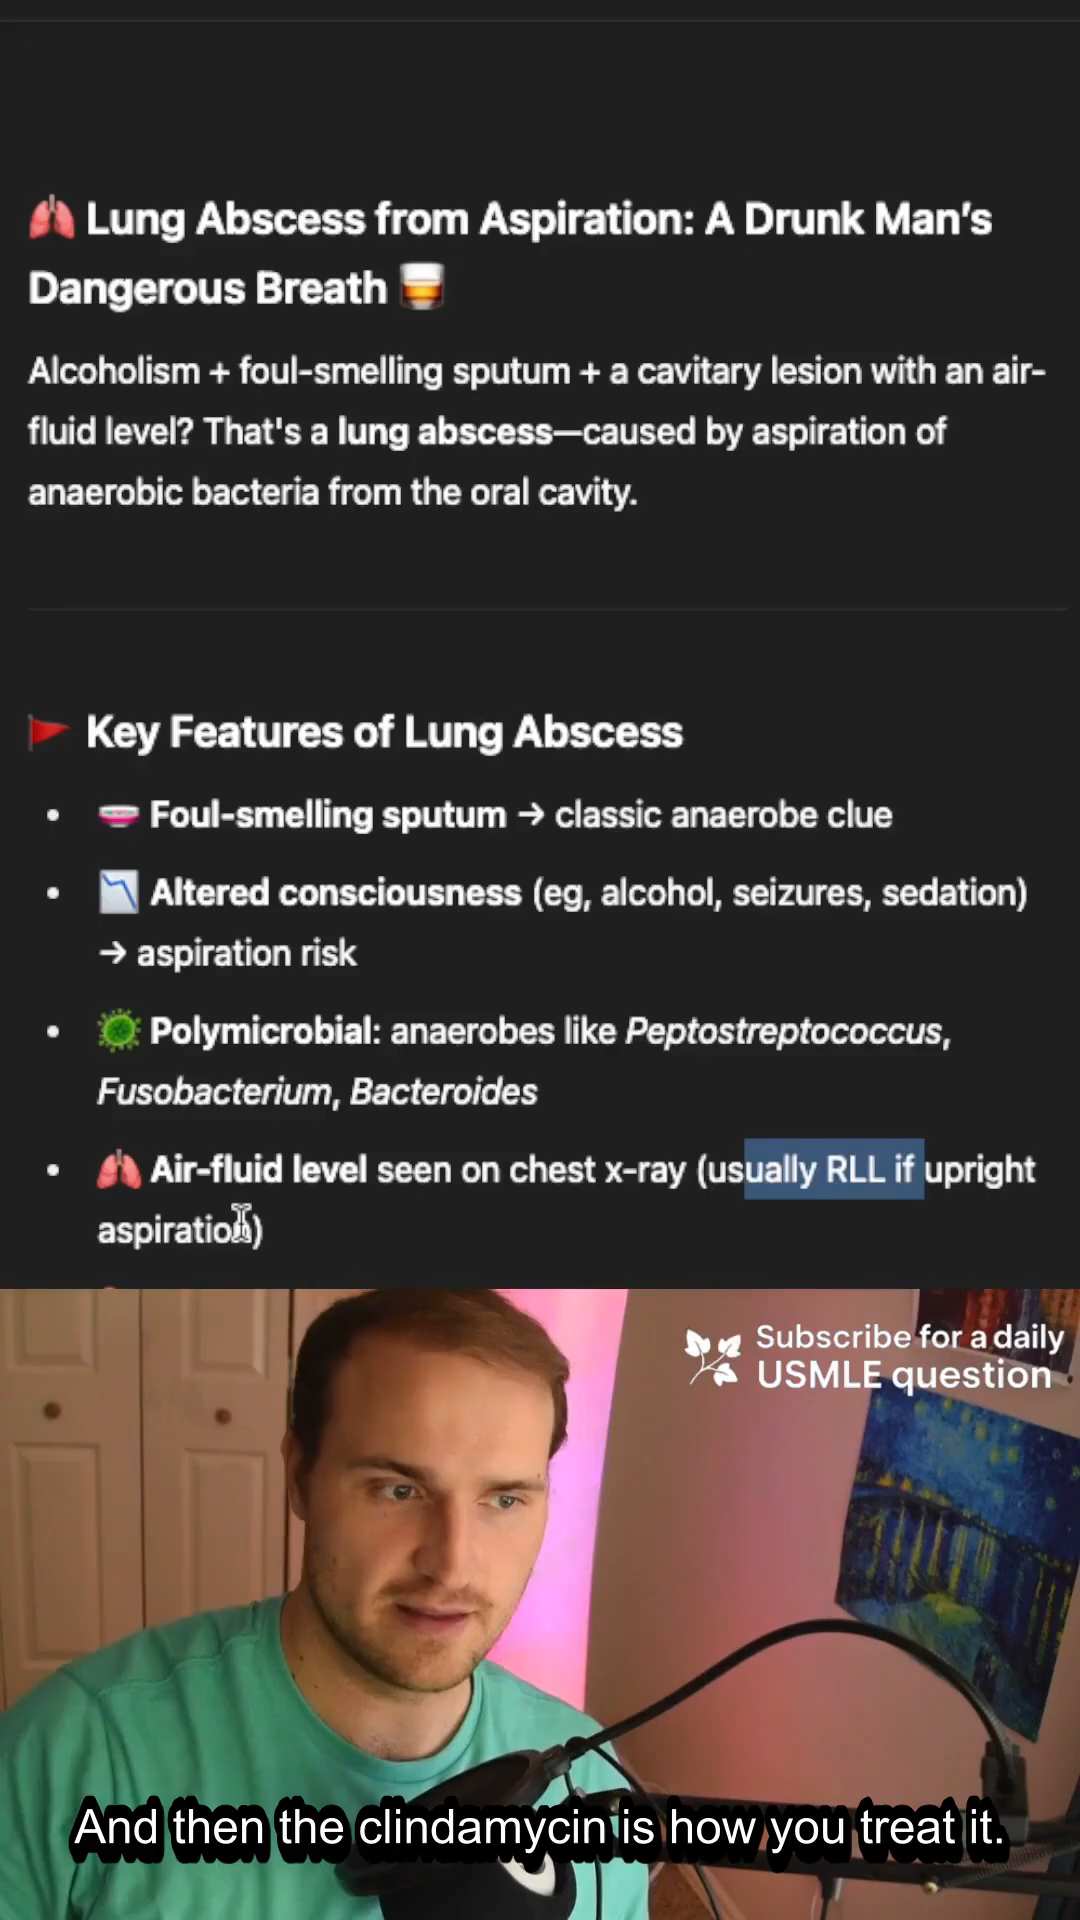 🫁 Lung Abscess from Aspiration: A Drunk Man’s
Dangerous Breath 🥃
Alcoholism + foul-smelling sputum + a cavitary lesion with an air-
fluid level? That's a lung abscess—caused by aspiration of
anaerobic bacteria from the oral cavity.
🚩 Key Features of Lung Abscess
• 🧫 Foul-smelling sputum → classic anaerobe clue
• 📉 Altered consciousness (eg, alcohol, seizures, sedation)
→ aspiration risk
• 🦠 Polymicrobial: anaerobes like Peptostreptococcus,
Fusobacterium, Bacteroides
• 🫁 Air-fluid level seen on chest x-ray (usually RLL if upright
aspiration)
Subscribe for a daily
USMLE question
And then the clindamycin is how you treat it.